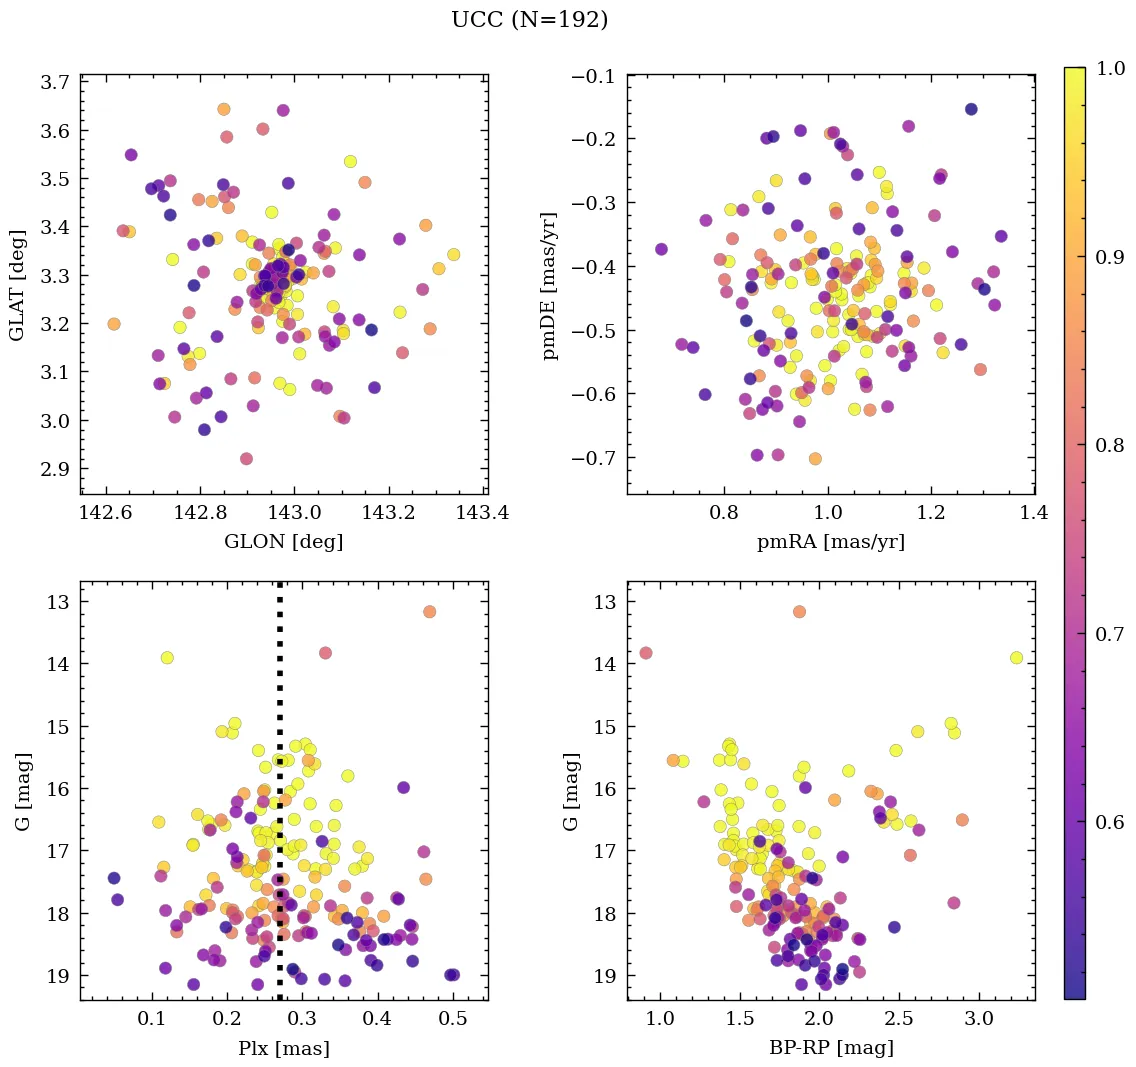 UCC (N=192)
3.7
3.6
3.5
3.4
3.3
3.2
3.1
3.0
2.9
GLAT [deg]
142.6 142.8 143.0 143.2 143.4
GLON [deg]
−0.1
−0.2
−0.3
−0.4
−0.5
−0.6
−0.7
pmDE [mas/yr]
0.8 1.0 1.2 1.4
pmRA [mas/yr]
1.0
0.9
0.8
0.7
0.6
13
14
15
16
17
18
19
G [mag]
0.1 0.2 0.3 0.4 0.5
Plx [mas]
13
14
15
16
17
18
19
G [mag]
1.0 1.5 2.0 2.5 3.0
BP-RP [mag]